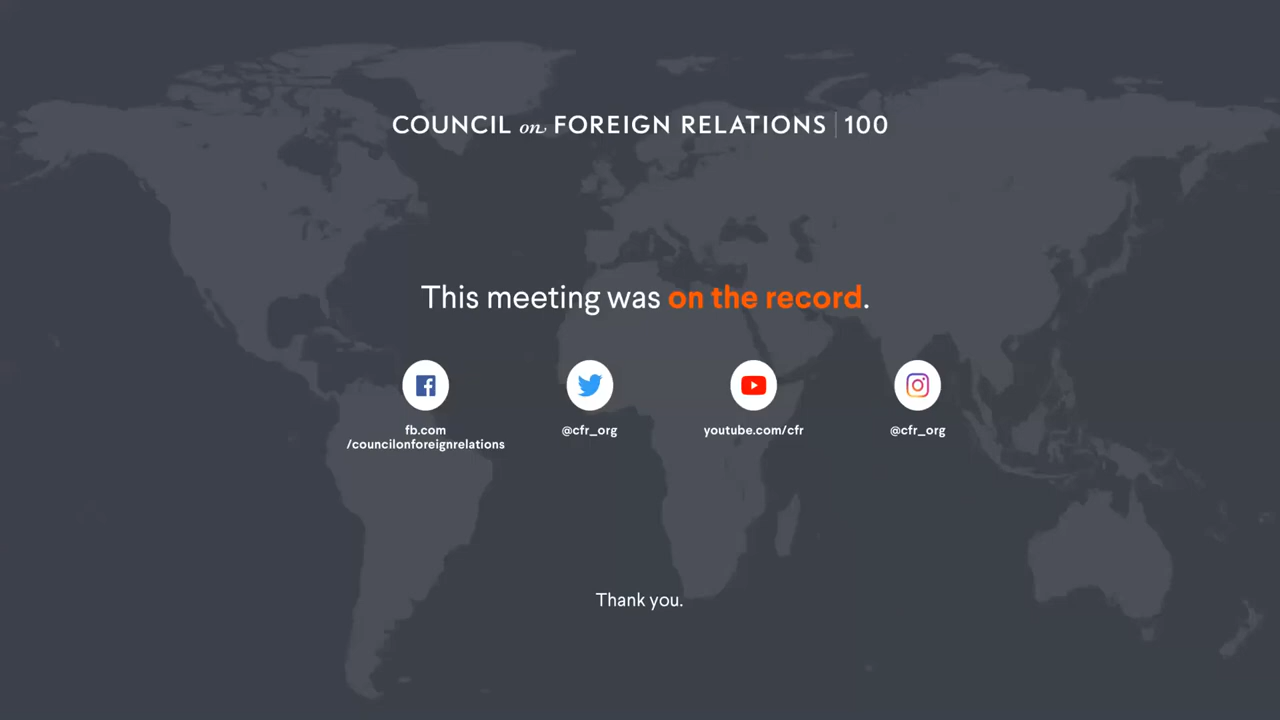 COUNCIL on FOREIGN RELATIONS | 100
This meeting was on the record.
fb.com
/councilonforeignrelations
@cfr_org
youtube.com/cfr
@cfr_org
Thank you.